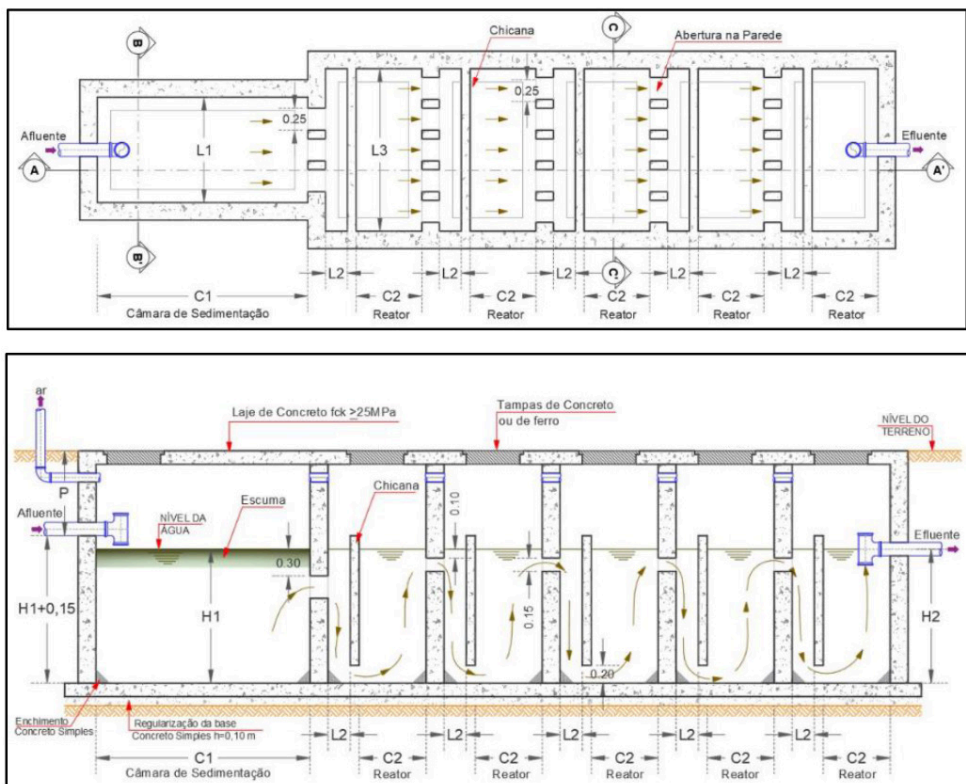 B
C
Chicana
Abertura na Parede
0.25
0.25
Afluente
Efluente
L1
L3
A
A'
B'
C'
L2
L2
L2
L2
L2
C1
C2
C2
C2
C2
C2
Câmara de Sedimentação
Reator
Reator
Reator
Reator
Reator
ar
Laje de Concreto fck >25MPa
Tampas de Concreto
ou de ferro
NÍVEL DO
TERRENO
P
Afluente
NÍVEL DA
ÁGUA
Escuma
Chicana
0.10
Efluente
0.30
H1+0,15
H1
0.15
H2
0.20
Enchimento
Concreto Simples
Regularização da base
Concreto Simples h=0,10 m
L2
L2
L2
L2
L2
C1
C2
C2
C2
C2
C2
Câmara de Sedimentação
Reator
Reator
Reator
Reator
Reator